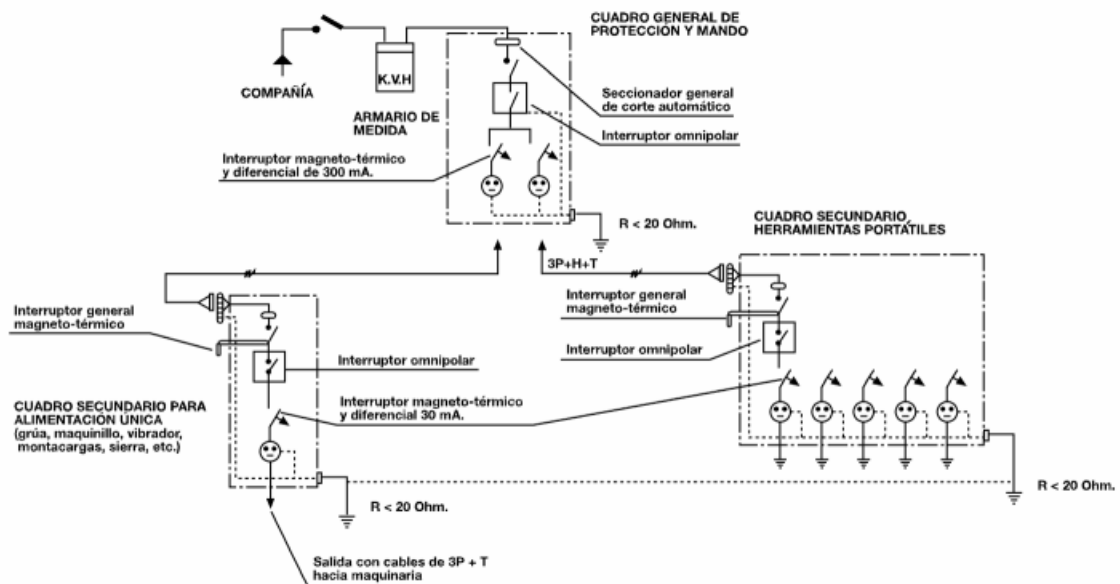 CUADRO GENERAL DE
PROTECCIÓN Y MANDO
K.V.H
COMPAÑÍA
ARMARIO DE
MEDIDA
Seccionador general
de corte automático
Interruptor omnipolar
Interruptor magneto-térmico
y diferencial de 300 mA.
R < 20 Ohm.
CUADRO SECUNDARIO
HERRAMIENTAS PORTÁTILES
3P+H+T
Interruptor general
magneto-térmico
Interruptor general
magneto-térmico
Interruptor omnipolar
Interruptor omnipolar
CUADRO SECUNDARIO PARA
ALIMENTACIÓN ÚNICA
(grúa, maquinillo, vibrador,
montacargas, sierra, etc.)
Interruptor magneto-térmico
y diferencial 30 mA.
R < 20 Ohm.
R < 20 Ohm.
Salida con cables de 3P + T
hacia maquinaria